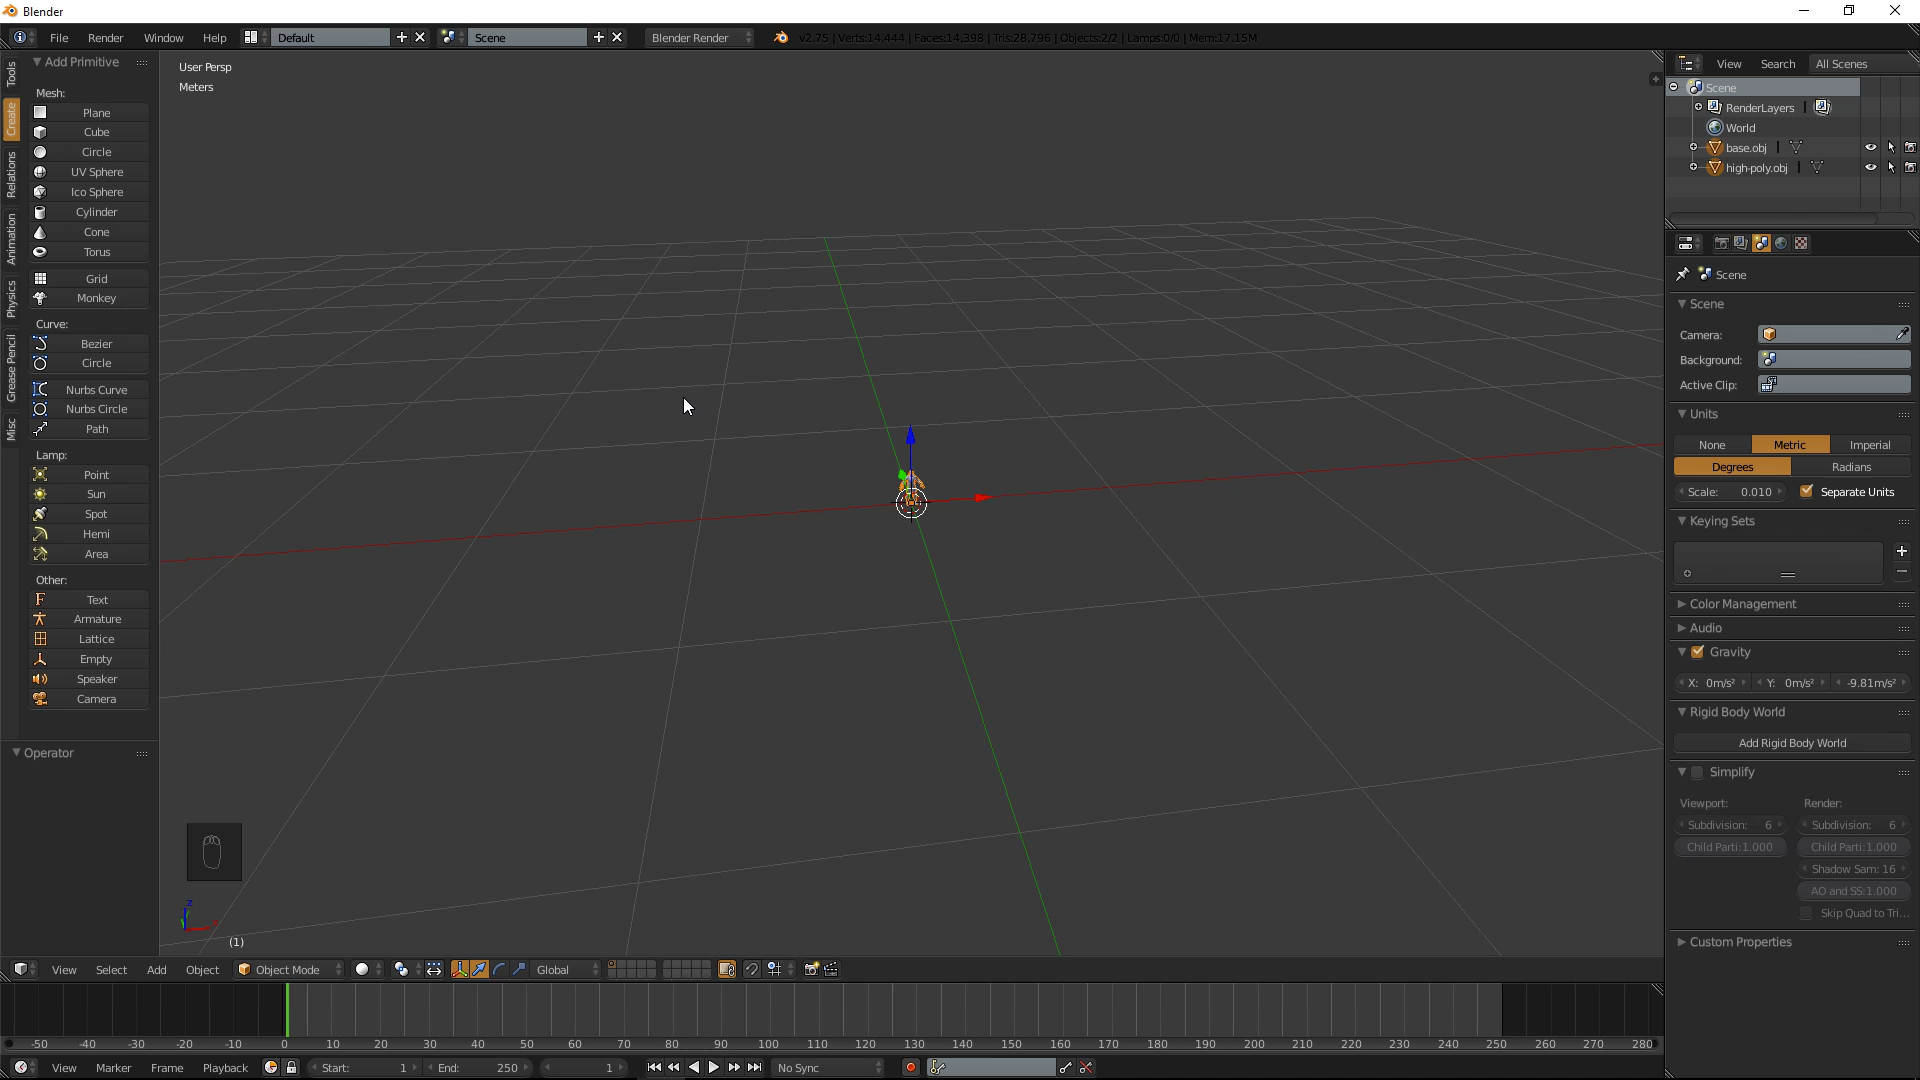 Blender
File Render Window Help Default Scene Blender Render v2.75 | Verts:14,444 | Faces:14,398 | Tris:28,796 | Objects:2/2 | Lamps:0/0 | Mem:17.15M
Tools
Create
Relations
Animation
Physics
Grease Pencil
Misc
Add Primitive
Mesh:
Plane
Cube
Circle
UV Sphere
Ico Sphere
Cylinder
Cone
Torus
Grid
Monkey
Curve:
Bezier
Circle
Nurbs Curve
Nurbs Circle
Path
Lamp:
Point
Sun
Spot
Hemi
Area
Other:
Text
Armature
Lattice
Empty
Speaker
Camera
Operator
User Persp
Meters
z
(1)
View Select Add Object Object Mode Global
-50 -40 -30 -20 -10 0 10 20 30 40 50 60 70 80 90 100 110 120 130 140 150 160 170 180 190 200 210 220 230 240 250 260 270 280
View Marker Frame Playback Start: 1 End: 250 1 No Sync
View Search All Scenes
Scene
RenderLayers |
World
base.obj |
high-poly.obj |
Scene
Scene
Camera:
Background:
Active Clip:
Units
None Metric Imperial
Degrees Radians
Scale: 0.010 Separate Units
Keying Sets
Color Management
Audio
Gravity
X: 0m/s² Y: 0m/s² -9.81m/s²
Rigid Body World
Add Rigid Body World
Simplify
Viewport: Render:
Subdivision: 6 Subdivision: 6
Child Parti:1.000 Child Parti:1.000
Shadow Sam: 16
AO and SS:1.000
Skip Quad to Tri...
Custom Properties